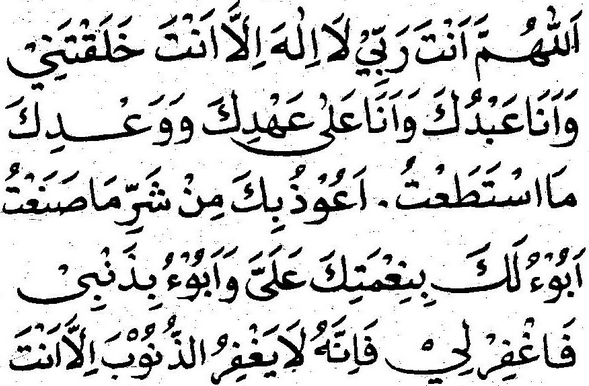 اَللّٰهُمَّ اَنْتَ رَبِّيْ لَا اِلٰهَ اِلَّا اَنْتَ خَلَقْتَنِيْ
وَاَنَا عَبْدُكَ وَاَنَا عَلٰى عَهْدِكَ وَوَعْدِكَ
مَا اسْتَطَعْتُ. اَعُوْذُ بِكَ مِنْ شَرِّ مَا صَنَعْتُ
اَبُوْءُ لَكَ بِنِعْمَتِكَ عَلَيَّ وَاَبُوْءُ بِذَنْبِيْ
فَاغْفِرْ لِيْ فَاِنَّهُ لَا يَغْفِرُ الذُّنُوْبَ اِلَّا اَنْتَ